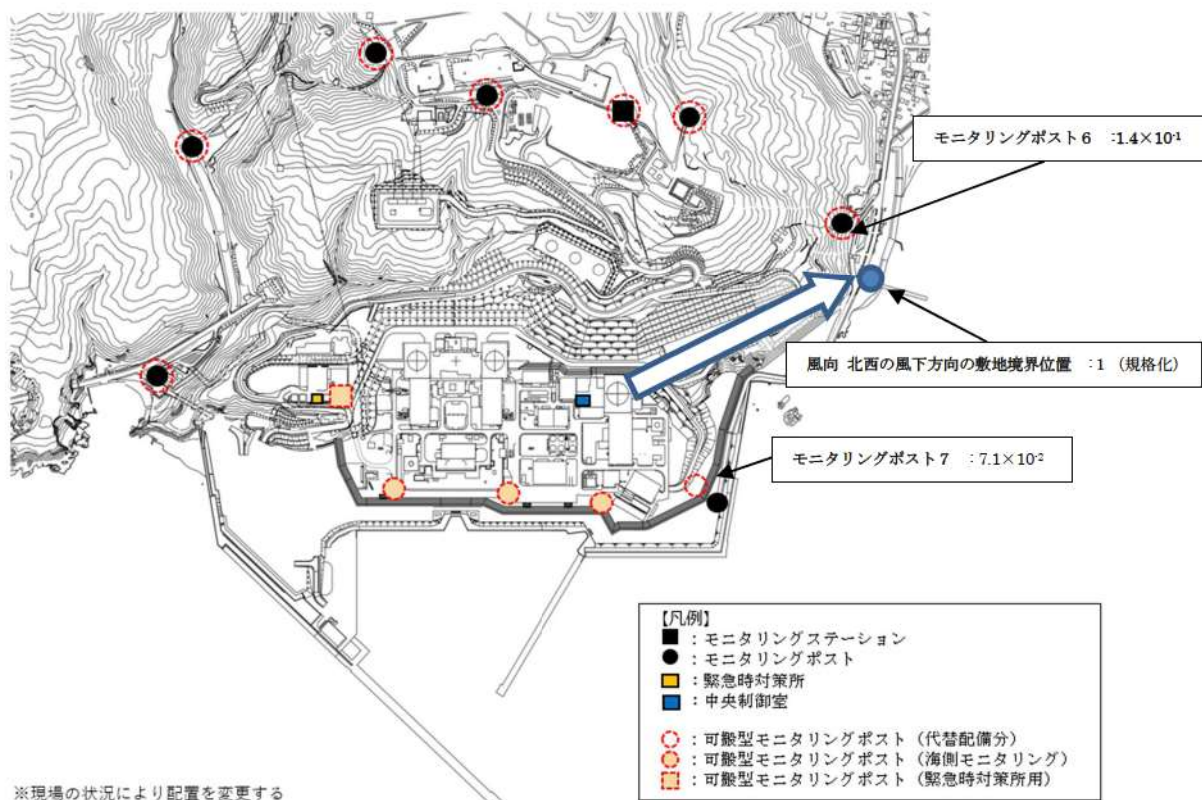 モニタリングポスト6 :1.4×10⁻¹
風向 北西の風下方向の敷地境界位置 :1 (規格化)
モニタリングポスト7 :7.1×10⁻²
【凡例】
:モニタリングステーション
:モニタリングポスト
:緊急時対策所
:中央制御室
:可搬型モニタリングポスト(代替配備分)
:可搬型モニタリングポスト(海側モニタリング)
:可搬型モニタリングポスト(緊急時対策所用)
※現場の状況により配置を変更する